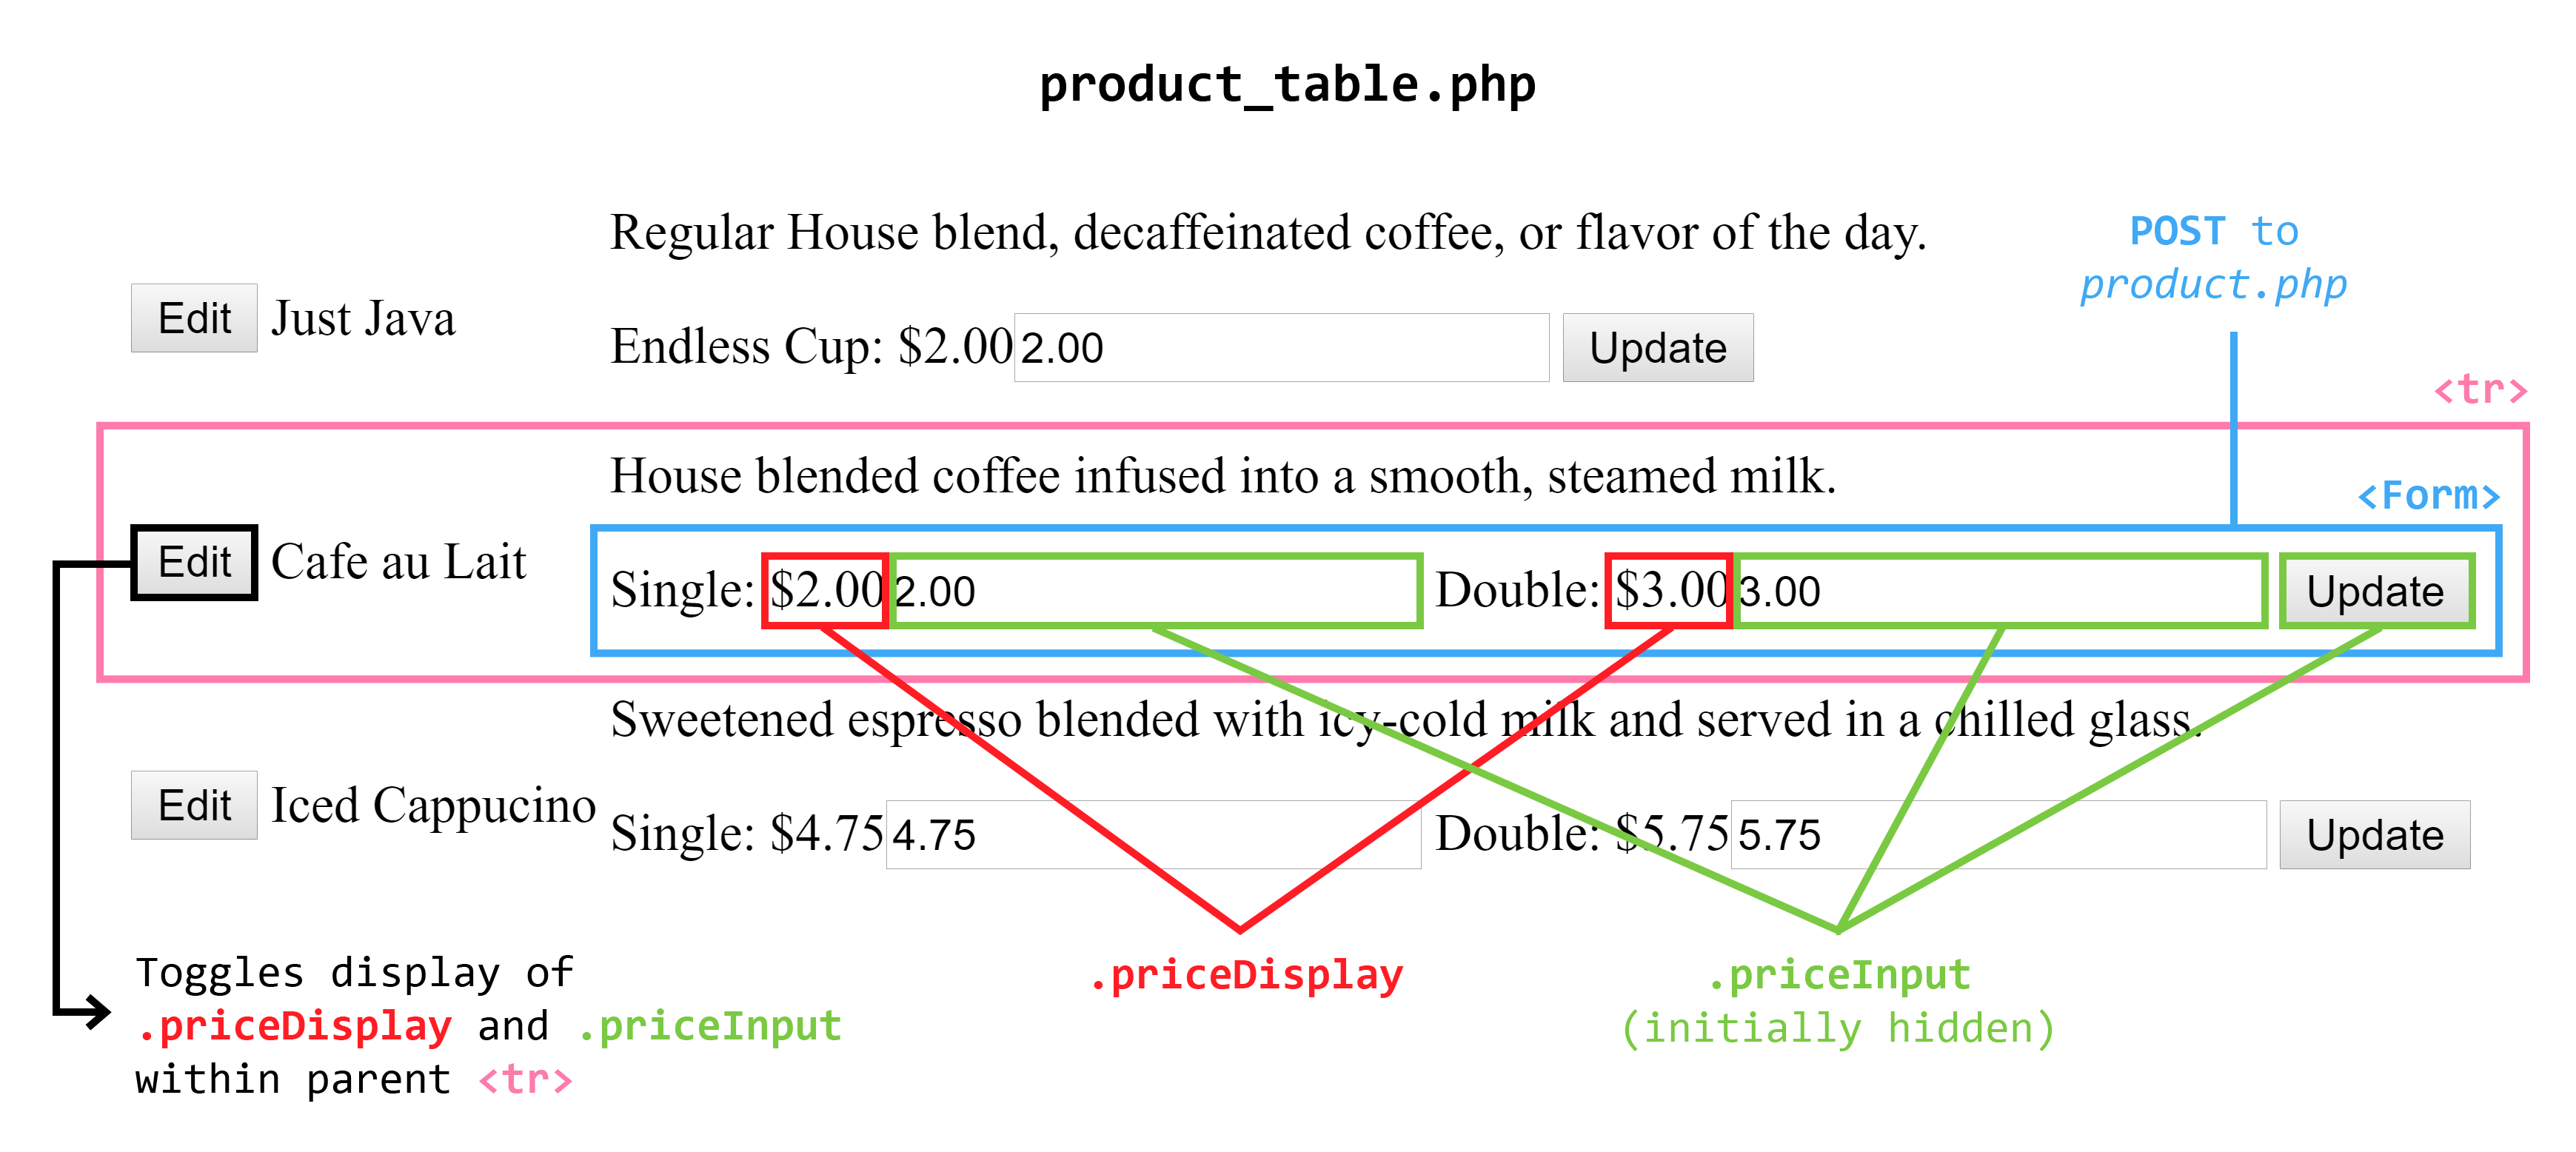 product_table.php
Regular House blend, decaffeinated coffee, or flavor of the day.
POST to
product.php
Edit Just Java
Endless Cup: $2.00 2.00 Update
<tr>
House blended coffee infused into a smooth, steamed milk.
<Form>
Edit Cafe au Lait
Single: $2.00 2.00 Double: $3.00 3.00 Update
Sweetened espresso blended with icy-cold milk and served in a chilled glass.
Edit Iced Cappucino
Single: $4.75 4.75 Double: $5.75 5.75 Update
Toggles display of
.priceDisplay and .priceInput
within parent <tr>
.priceDisplay
.priceInput
(initially hidden)